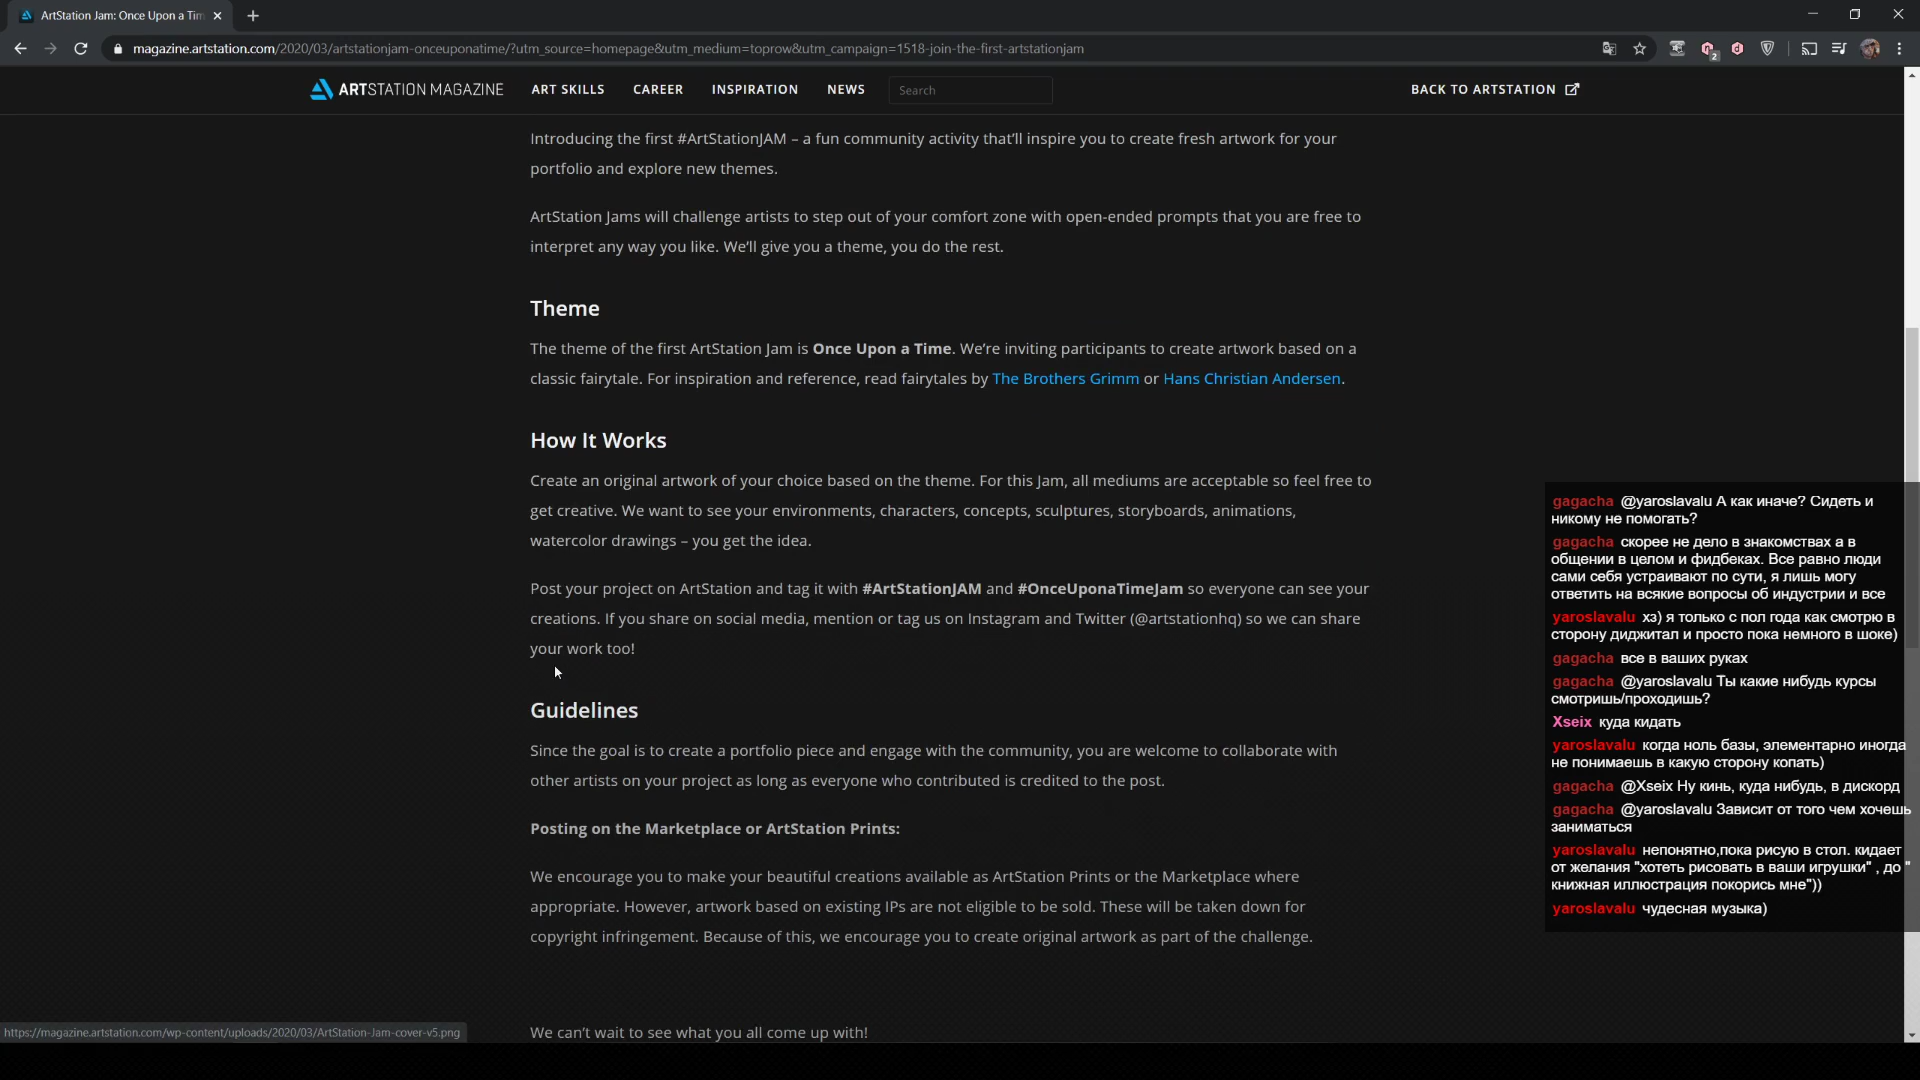 ArtStation Jam: Once Upon a Tim
magazine.artstation.com/2020/03/artstationjam-onceuponatime/?utm_source=homepage&utm_medium=toprow&utm_campaign=1518-join-the-first-artstationjam
2
ARTSTATION MAGAZINE ART SKILLS CAREER INSPIRATION NEWS Search BACK TO ARTSTATION
Introducing the first #ArtStationJAM – a fun community activity that’ll inspire you to create fresh artwork for your
portfolio and explore new themes.
ArtStation Jams will challenge artists to step out of your comfort zone with open-ended prompts that you are free to
interpret any way you like. We’ll give you a theme, you do the rest.
Theme
The theme of the first ArtStation Jam is Once Upon a Time. We’re inviting participants to create artwork based on a
classic fairytale. For inspiration and reference, read fairytales by The Brothers Grimm or Hans Christian Andersen.
How It Works
Create an original artwork of your choice based on the theme. For this Jam, all mediums are acceptable so feel free to
get creative. We want to see your environments, characters, concepts, sculptures, storyboards, animations,
watercolor drawings – you get the idea.
Post your project on ArtStation and tag it with #ArtStationJAM and #OnceUponaTimeJam so everyone can see your
creations. If you share on social media, mention or tag us on Instagram and Twitter (@artstationhq) so we can share
your work too!
Guidelines
Since the goal is to create a portfolio piece and engage with the community, you are welcome to collaborate with
other artists on your project as long as everyone who contributed is credited to the post.
Posting on the Marketplace or ArtStation Prints:
We encourage you to make your beautiful creations available as ArtStation Prints or the Marketplace where
appropriate. However, artwork based on existing IPs are not eligible to be sold. These will be taken down for
copyright infringement. Because of this, we encourage you to create original artwork as part of the challenge.
We can’t wait to see what you all come up with!
https://magazine.artstation.com/wp-content/uploads/2020/03/ArtStation-Jam-cover-v5.png
gagacha @yaroslavalu А как иначе? Сидеть и
никому не помогать?
gagacha скорее не дело в знакомствах а в
общении в целом и фидбеках. Все равно люди
сами себя устраивают по сути, я лишь могу
ответить на всякие вопросы об индустрии и все
yaroslavalu хз) я только с пол года как смотрю в
сторону диджитал и просто пока немного в шоке)
gagacha все в ваших руках
gagacha @yaroslavalu Ты какие нибудь курсы
смотришь/проходишь?
Xseix куда кидать
yaroslavalu когда ноль базы, элементарно иногда
не понимаешь в какую сторону копать)
gagacha @Xseix Ну кинь, куда нибудь, в дискорд
gagacha @yaroslavalu Зависит от того чем хочешь
заниматься
yaroslavalu непонятно,пока рисую в стол. кидает
от желания "хотеть рисовать в ваши игрушки" , до "
книжная иллюстрация покорись мне"))
yaroslavalu чудесная музыка)